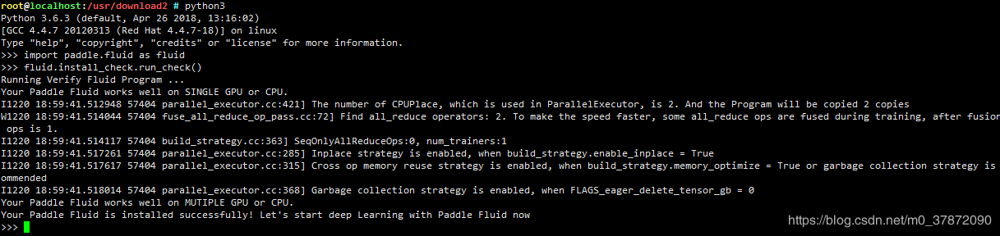 root@localhost:/usr/download2 # python3
Python 3.6.3 (default, Apr 26 2018, 13:16:02)
[GCC 4.4.7 20120313 (Red Hat 4.4.7-18)] on linux
Type "help", "copyright", "credits" or "license" for more information.
>>> import paddle.fluid as fluid
>>> fluid.install_check.run_check()
Running Verify Fluid Program ...
Your Paddle Fluid works well on SINGLE GPU or CPU.
I1220 18:59:41.512948 57404 parallel_executor.cc:421] The number of CPUPlace, which is used in ParallelExecutor, is 2. And the Program will be copied 2 copies
W1220 18:59:41.514044 57404 fuse_all_reduce_op_pass.cc:72] Find all_reduce operators: 2. To make the speed faster, some all_reduce ops are fused during training, after fusion
ops is 1.
I1220 18:59:41.514117 57404 build_strategy.cc:363] SeqOnlyAllReduceOps:0, num_trainers:1
I1220 18:59:41.517261 57404 parallel_executor.cc:285] Inplace strategy is enabled, when build_strategy.enable_inplace = True
I1220 18:59:41.517617 57404 parallel_executor.cc:315] Cross op memory reuse strategy is enabled, when build_strategy.memory_optimize = True or garbage collection strategy is
ommended
I1220 18:59:41.518014 57404 parallel_executor.cc:368] Garbage collection strategy is enabled, when FLAGS_eager_delete_tensor_gb = 0
Your Paddle Fluid works well on MUTIPLE GPU or CPU.
Your Paddle Fluid is installed successfully! Let's start deep Learning with Paddle Fluid now
>>>
https://blog.csdn.net/m0_37872090